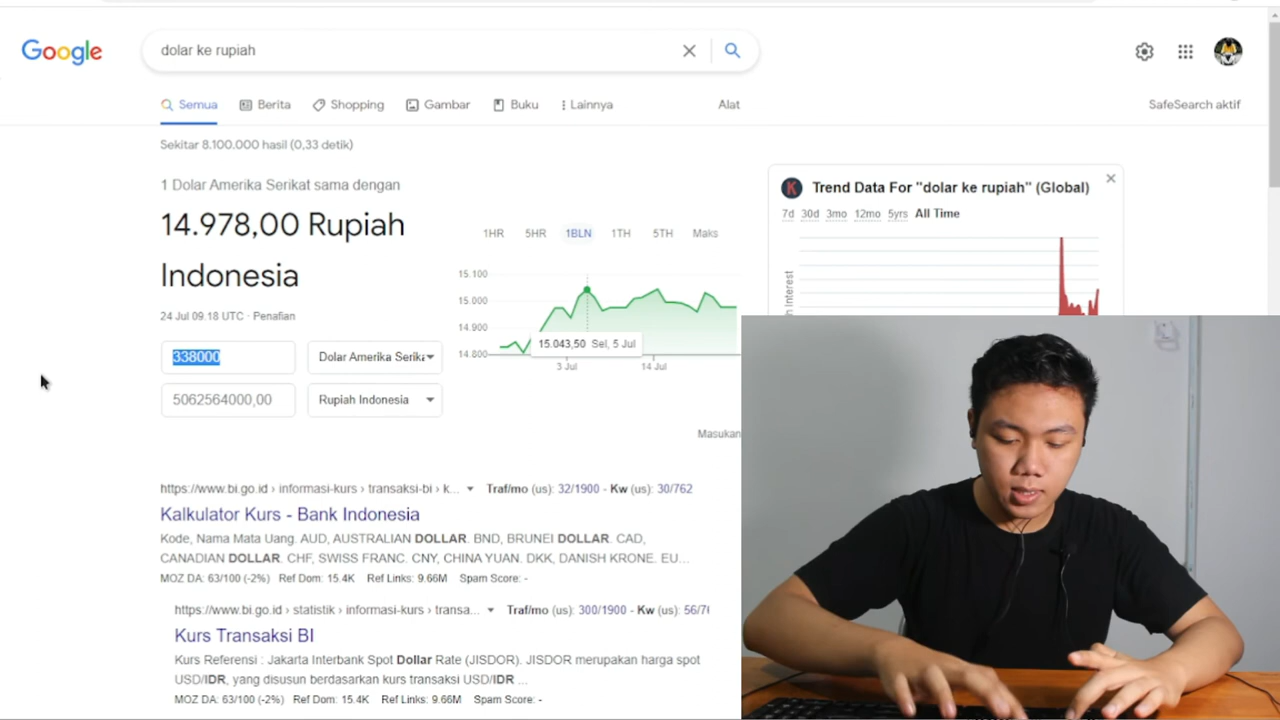 Google
dolar ke rupiah
Semua
Berita
Shopping
Gambar
Buku
Lainnya
Alat
SafeSearch aktif
Sekitar 8.100.000 hasil (0,33 detik)
1 Dolar Amerika Serikat sama dengan
14.978,00 Rupiah
Indonesia
24 Jul 09.18 UTC · Penafian
338000
Dolar Amerika Serika
5062564000,00
Rupiah Indonesia
1HR
5HR
1BLN
1TH
5TH
Maks
15.100
15.000
14.900
14.800
15.043,50 Sel, 5 Jul
3 Jul
14 Jul
Masukan
K
Trend Data For "dolar ke rupiah" (Global)
7d 30d 3mo 12mo 5yrs All Time
Interest
https://www.bi.go.id › informasi-kurs › transaksi-bi › k... Traf/mo (us): 32/1900 - Kw (us): 30/762
Kalkulator Kurs - Bank Indonesia
Kode, Nama Mata Uang. AUD, AUSTRALIAN DOLLAR. BND, BRUNEI DOLLAR. CAD,
CANADIAN DOLLAR. CHF, SWISS FRANC. CNY, CHINA YUAN. DKK, DANISH KRONE. EU...
MOZ DA: 63/100 (-2%) Ref Dom: 15.4K Ref Links: 9.66M Spam Score: -
https://www.bi.go.id › statistik › informasi-kurs › transa... Traf/mo (us): 300/1900 - Kw (us):
Kurs Transaksi BI
Kurs Referensi : Jakarta Interbank Spot Dollar Rate (JISDOR). JISDOR merupakan harga spot
USD/IDR, yang disusun berdasarkan kurs transaksi USD/IDR ...
MOZ DA: 63/100 (-2%) Ref Dom: 15.4K Ref Links: 9.66M Spam Score: -